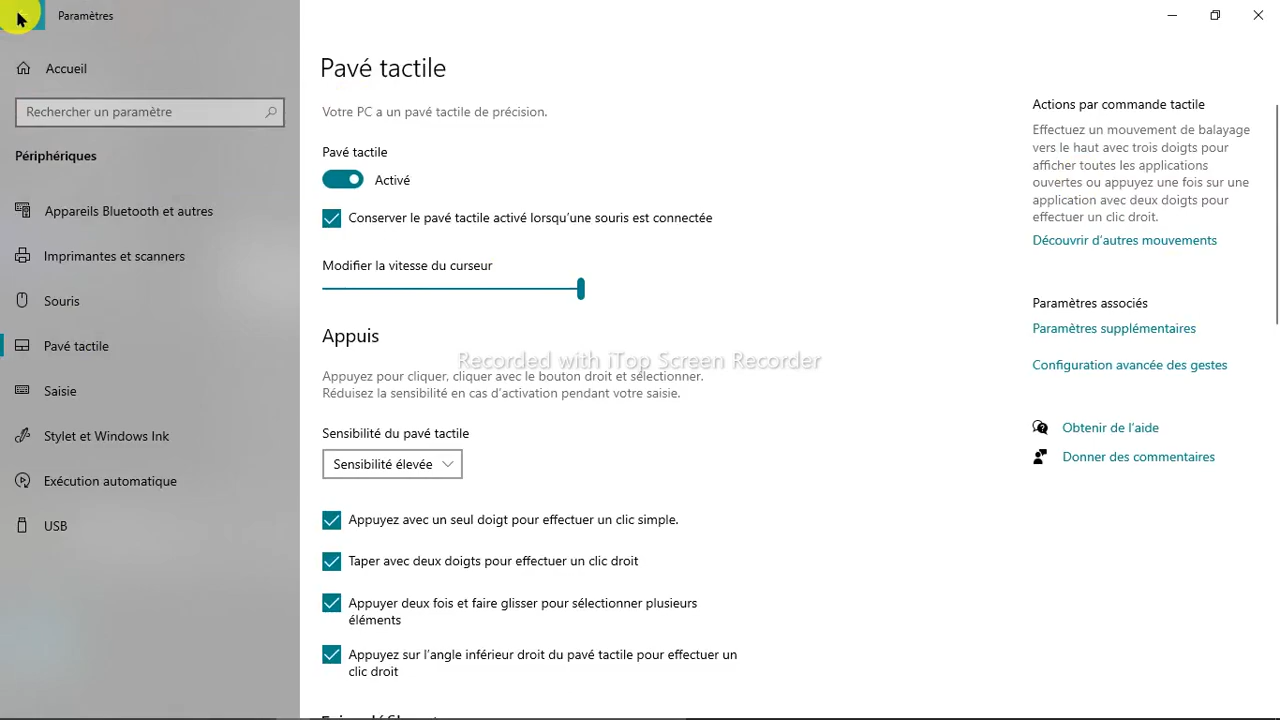 Paramètres
Accueil
Rechercher un paramètre
Périphériques
Appareils Bluetooth et autres
Imprimantes et scanners
Souris
Pavé tactile
Saisie
Stylet et Windows Ink
Exécution automatique
USB
Pavé tactile
Votre PC a un pavé tactile de précision.
Pavé tactile
Activé
Conserver le pavé tactile activé lorsqu'une souris est connectée
Modifier la vitesse du curseur
Appuis
Recorded with iTop Screen Recorder
Appuyez pour cliquer, cliquer avec le bouton droit et sélectionner.
Réduisez la sensibilité en cas d'activation pendant votre saisie.
Sensibilité du pavé tactile
Sensibilité élevée
Appuyez avec un seul doigt pour effectuer un clic simple.
Taper avec deux doigts pour effectuer un clic droit
Appuyer deux fois et faire glisser pour sélectionner plusieurs
éléments
Appuyez sur l'angle inférieur droit du pavé tactile pour effectuer un
clic droit
Actions par commande tactile
Effectuez un mouvement de balayage
vers le haut avec trois doigts pour
afficher toutes les applications
ouvertes ou appuyez une fois sur une
application avec deux doigts pour
effectuer un clic droit.
Découvrir d'autres mouvements
Paramètres associés
Paramètres supplémentaires
Configuration avancée des gestes
Obtenir de l'aide
Donner des commentaires